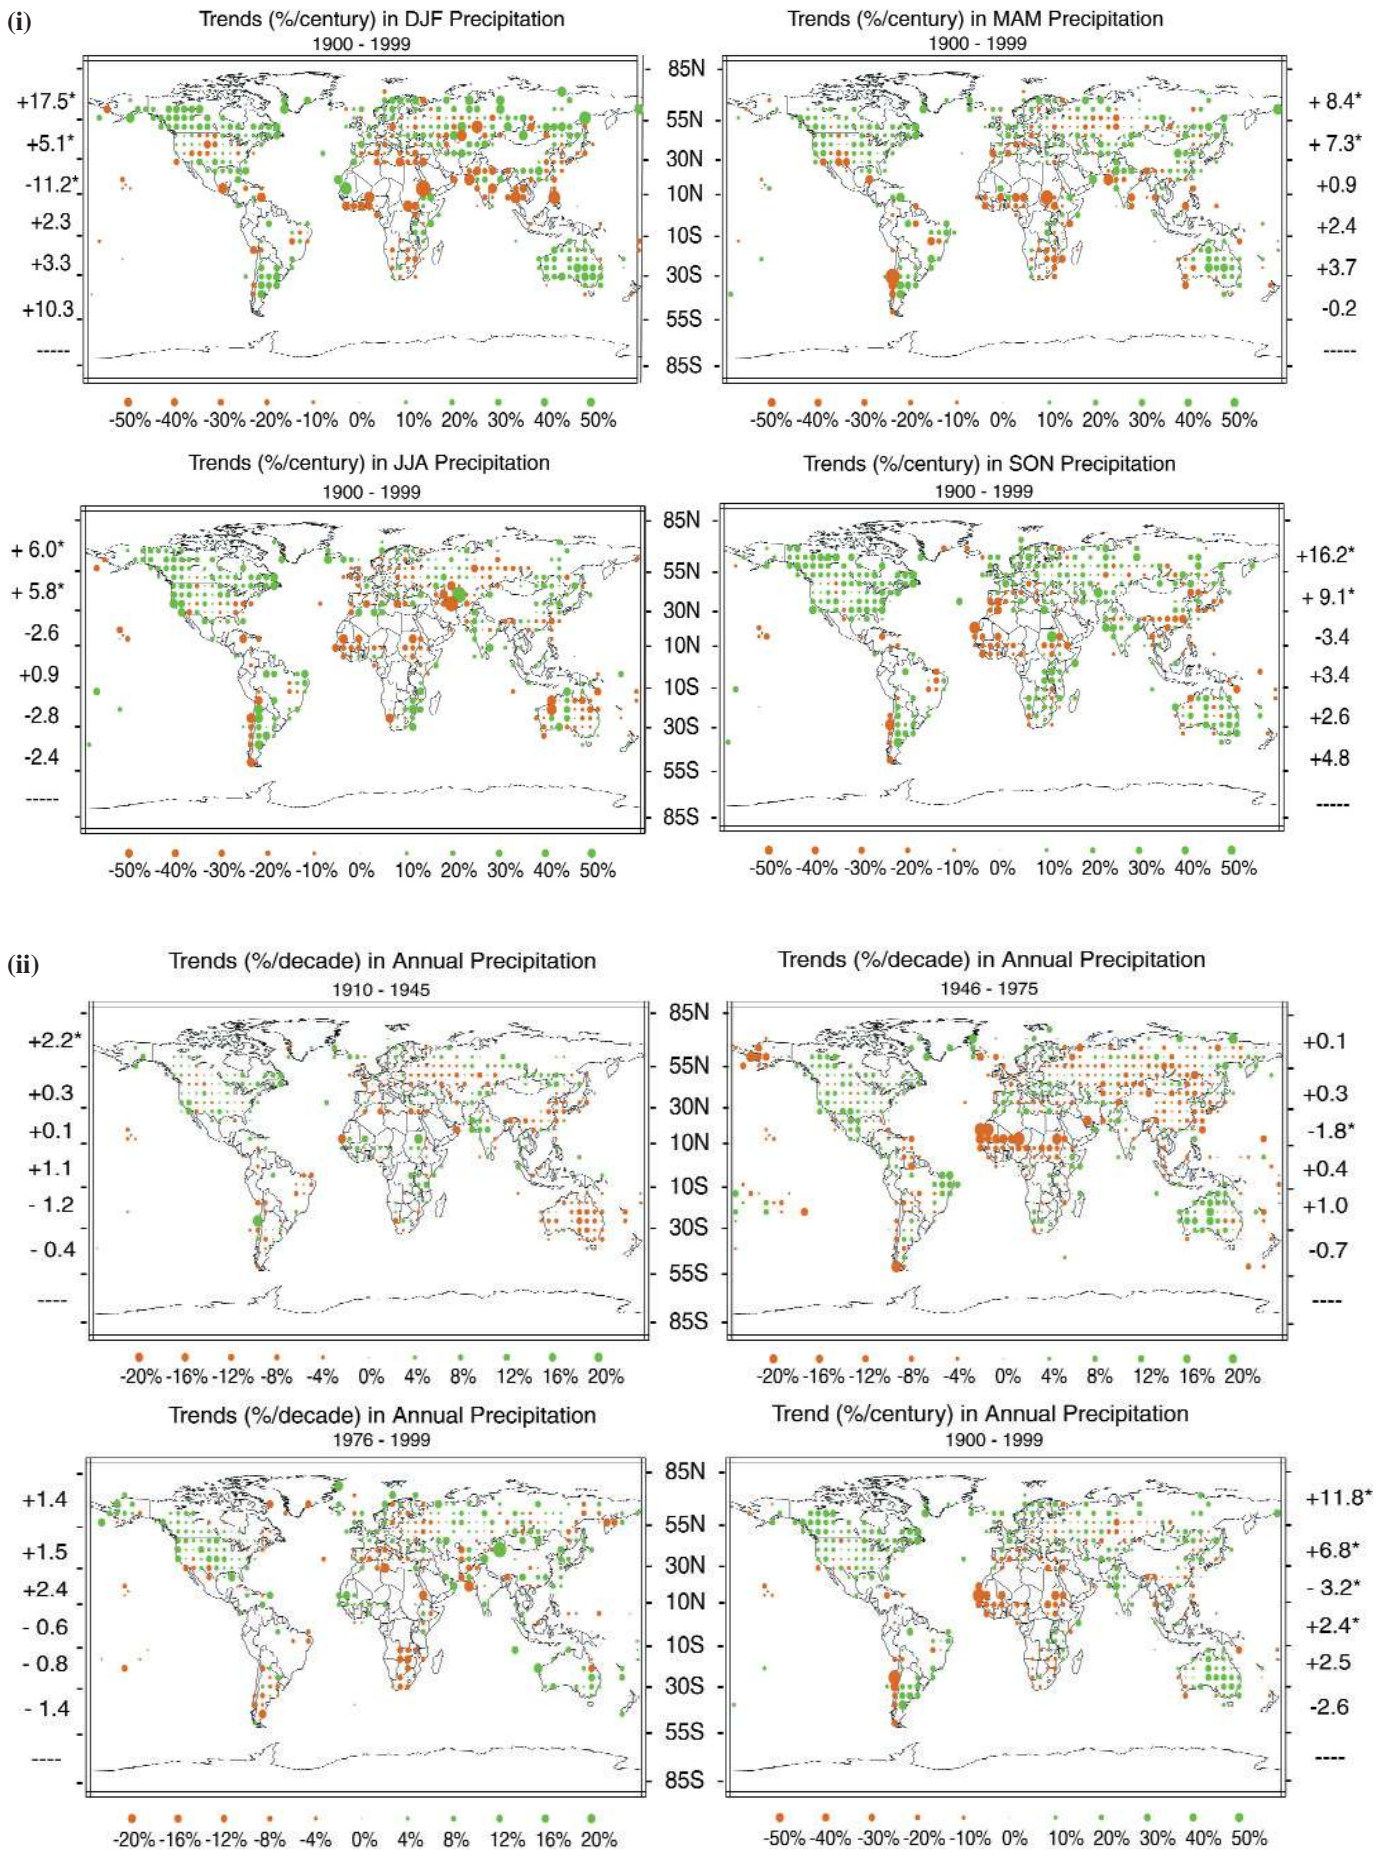 (i)
Trends (%/century) in DJF Precipitation
1900 - 1999
Trends (%/century) in MAM Precipitation
1900 - 1999
+17.5*
+5.1*
-11.2*
+2.3
+3.3
+10.3
-----
85N
55N
30N
10N
10S
30S
55S
85S
+ 8.4*
+ 7.3*
+0.9
+2.4
+3.7
-0.2
-----
-50% -40% -30% -20% -10% 0% 10% 20% 30% 40% 50%
-50% -40% -30% -20% -10% 0% 10% 20% 30% 40% 50%
Trends (%/century) in JJA Precipitation
1900 - 1999
Trends (%/century) in SON Precipitation
1900 - 1999
+ 6.0*
+ 5.8*
-2.6
+0.9
-2.8
-2.4
-----
85N
55N
30N
10N
10S
30S
55S
85S
+16.2*
+ 9.1*
-3.4
+3.4
+2.6
+4.8
-----
-50% -40% -30% -20% -10% 0% 10% 20% 30% 40% 50%
-50% -40% -30% -20% -10% 0% 10% 20% 30% 40% 50%
(ii)
Trends (%/decade) in Annual Precipitation
1910 - 1945
Trends (%/decade) in Annual Precipitation
1946 - 1975
+2.2*
+0.3
+0.1
+1.1
- 1.2
- 0.4
----
85N
55N
30N
10N
10S
30S
55S
85S
+0.1
+0.3
-1.8*
+0.4
+1.0
-0.7
----
-20% -16% -12% -8% -4% 0% 4% 8% 12% 16% 20%
-20% -16% -12% -8% -4% 0% 4% 8% 12% 16% 20%
Trends (%/decade) in Annual Precipitation
1976 - 1999
Trend (%/century) in Annual Precipitation
1900 - 1999
+1.4
+1.5
+2.4
- 0.6
- 0.8
- 1.4
----
85N
55N
30N
10N
10S
30S
55S
85S
+11.8*
+6.8*
- 3.2*
+2.4*
+2.5
-2.6
----
-20% -16% -12% -8% -4% 0% 4% 8% 12% 16% 20%
-50% -40% -30% -20% -10% 0% 10% 20% 30% 40% 50%